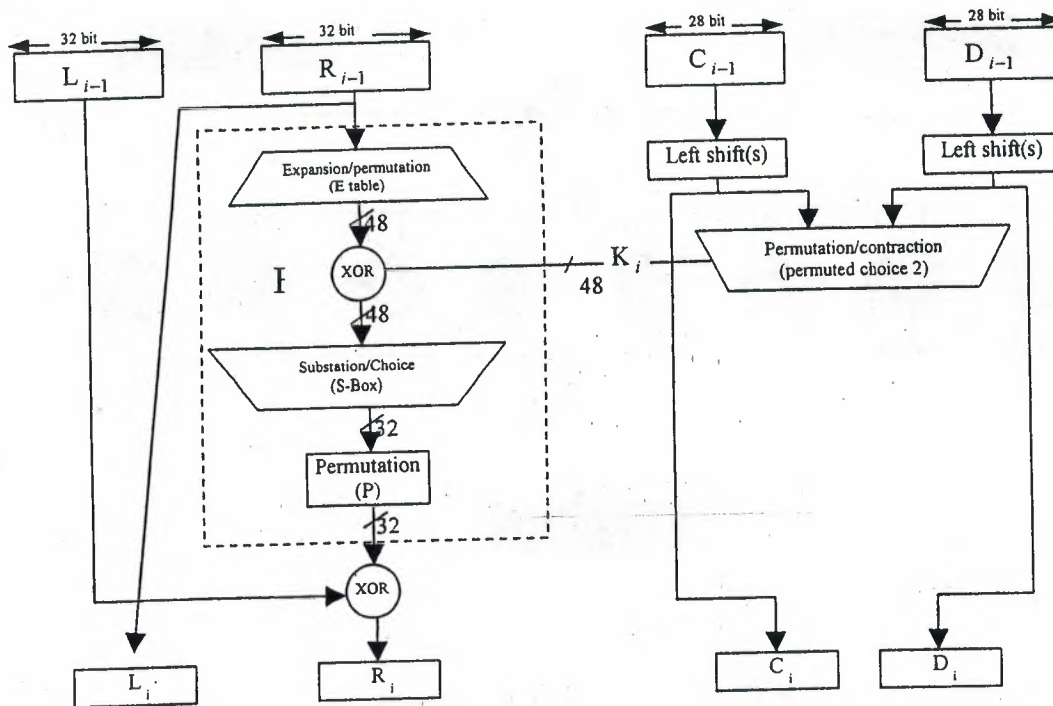 32 bit
32 bit
28 bit
28 bit
L i-1
R i-1
C i-1
D i-1
Left shift(s)
Left shift(s)
Expansion/permutation
(E table)
48
XOR
F
K i
48
Permutation/contraction
(permuted choice 2)
48
Substation/Choice
(S-Box)
32
Permutation
(P)
32
XOR
L i
R i
C i
D i